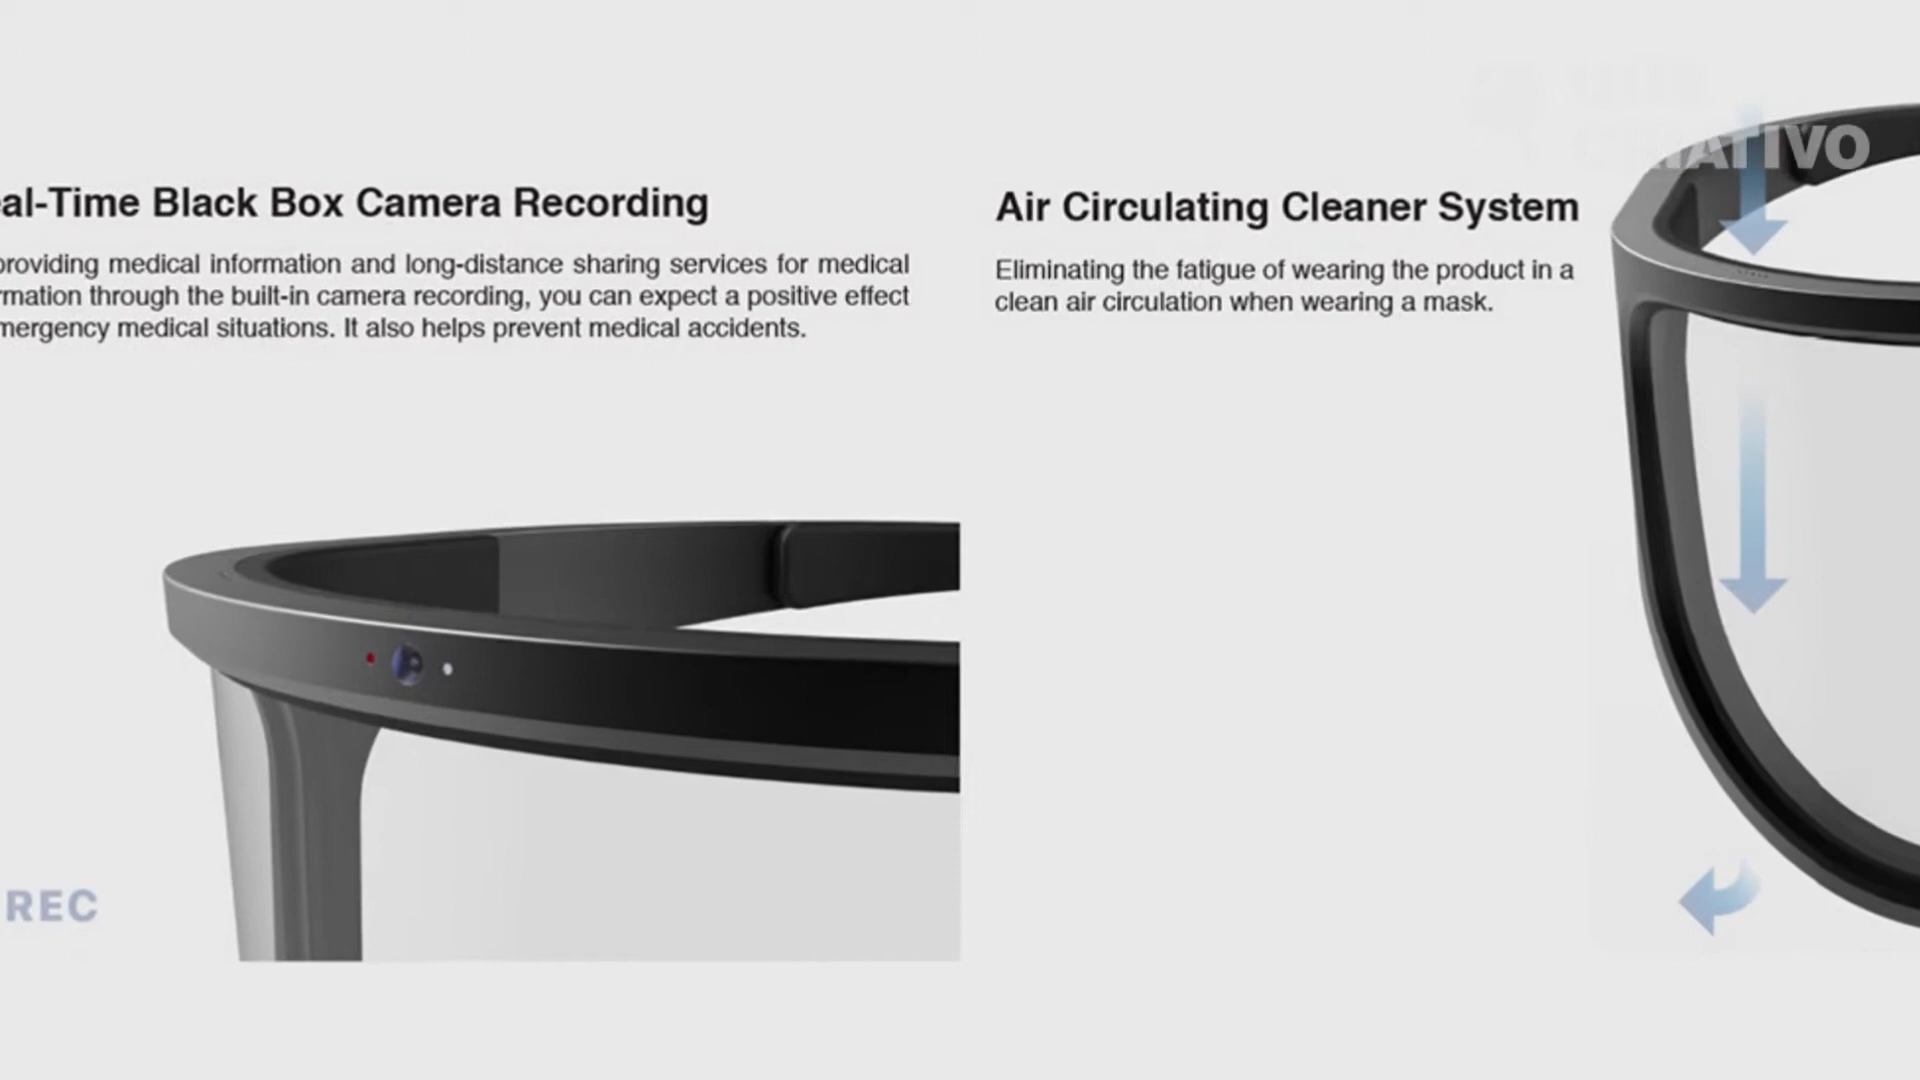 al-Time Black Box Camera Recording
providing medical information and long-distance sharing services for medical
rmation through the built-in camera recording, you can expect a positive effect
mergency medical situations. It also helps prevent medical accidents.
REC
Air Circulating Cleaner System
Eliminating the fatigue of wearing the product in a
clean air circulation when wearing a mask.
CRIATIVO